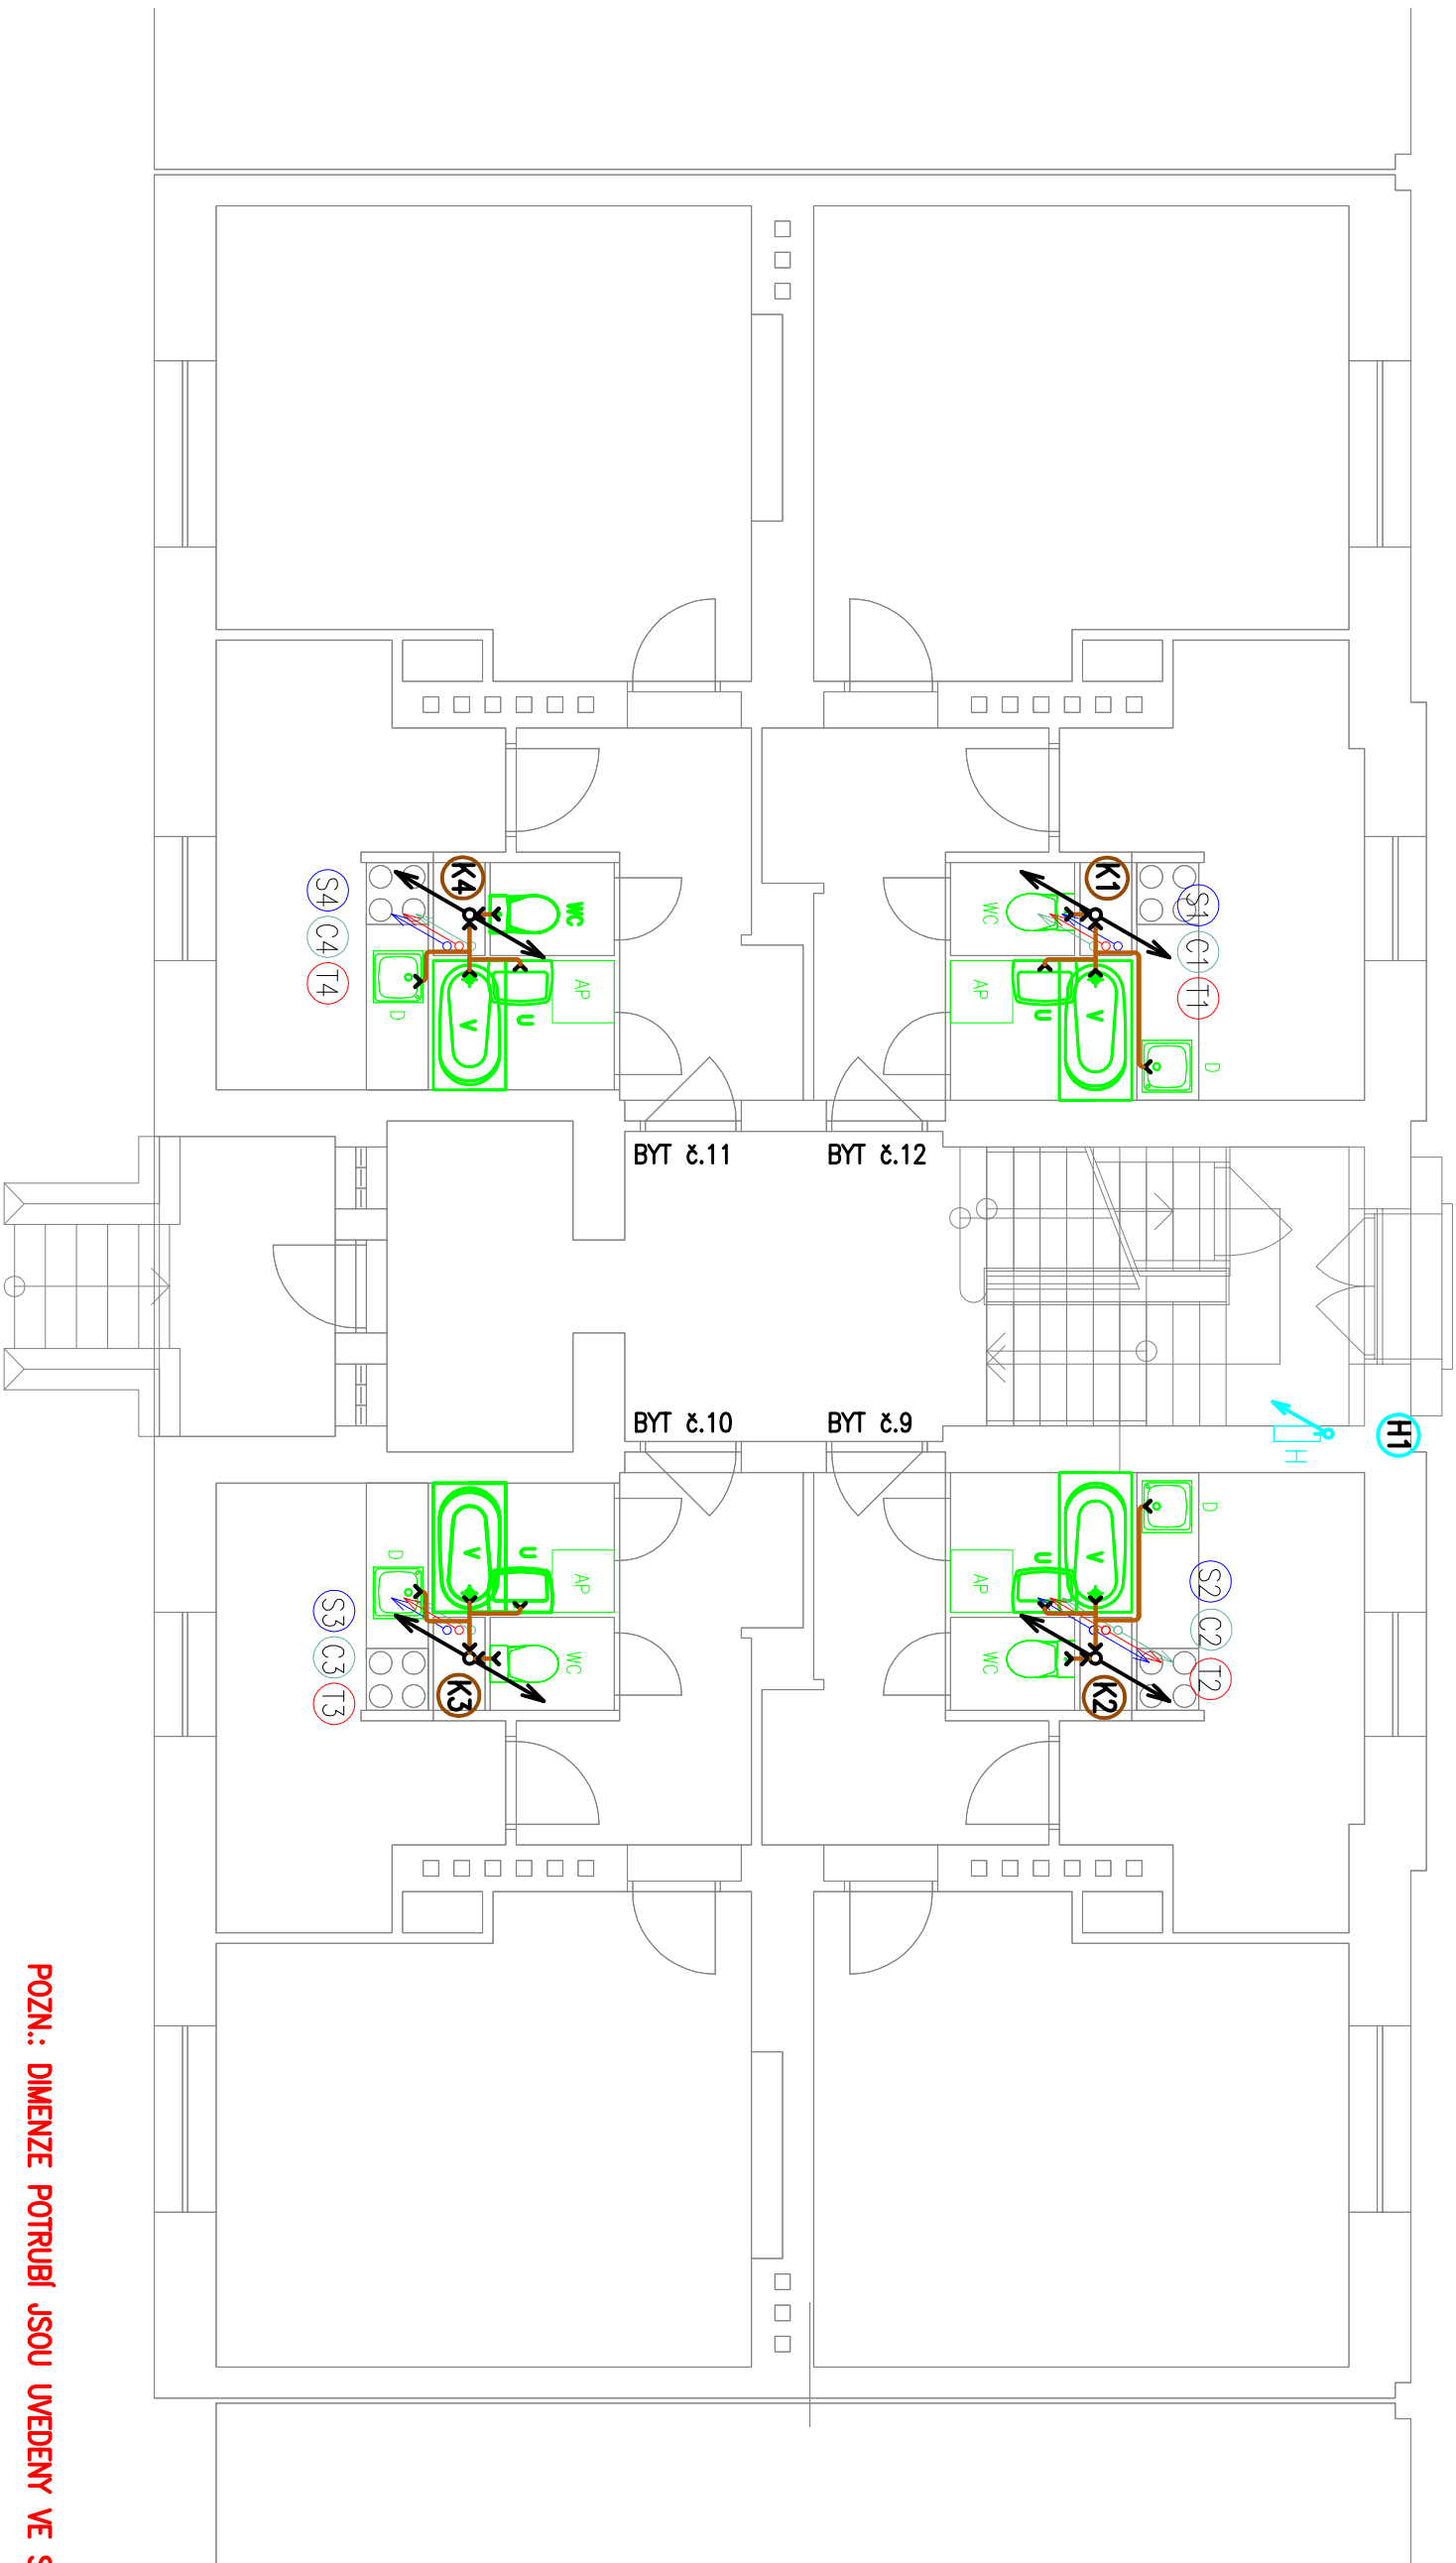 K4
WC
S4
C4
T4
D
V
U
AP
K1
WC
S1
C1
T1
D
V
U
AP
BYT č.11
BYT č.12
BYT č.10
BYT č.9
H1
H
D
V
U
AP
WC
S3
C3
T3
K3
D
V
U
AP
WC
S2
C2
T2
K2
POZN.: DIMENZE POTRUBÍ JSOU UVEDENY VE